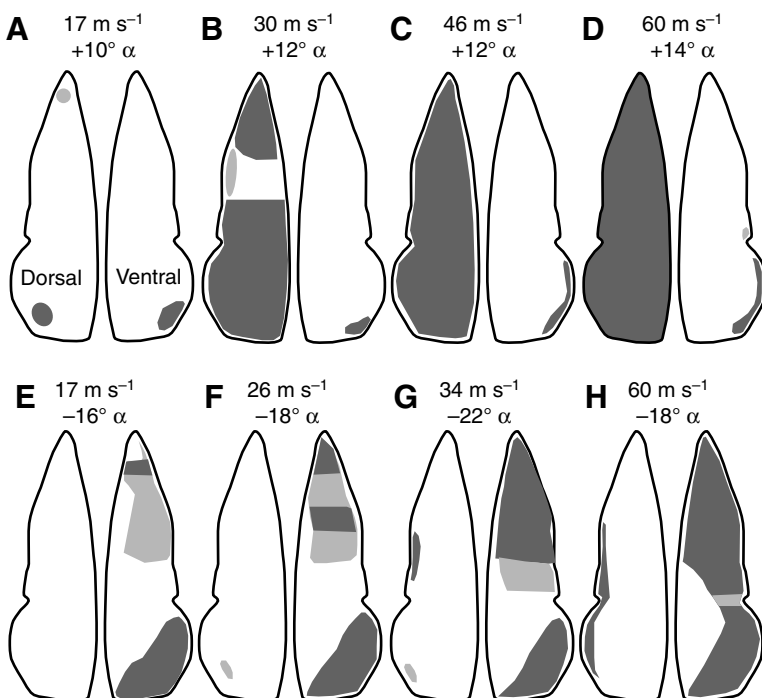 A 17 m s⁻¹
+10° α
B 30 m s⁻¹
+12° α
C 46 m s⁻¹
+12° α
D 60 m s⁻¹
+14° α
Dorsal
Ventral
E 17 m s⁻¹
–16° α
F 26 m s⁻¹
–18° α
G 34 m s⁻¹
–22° α
H 60 m s⁻¹
–18° α